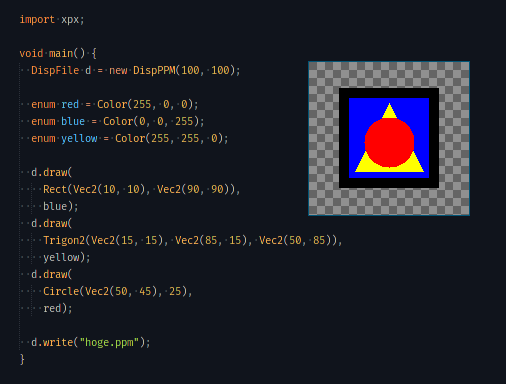 import xpx;
void main() {
  DispFile d = new DispPPM(100, 100);
  enum red = Color(255, 0, 0);
  enum blue = Color(0, 0, 255);
  enum yellow = Color(255, 255, 0);
  d.draw(
    Rect(Vec2(10, 10), Vec2(90, 90)),
    blue);
  d.draw(
    Trigon2(Vec2(15, 15), Vec2(85, 15), Vec2(50, 85)),
    yellow);
  d.draw(
    Circle(Vec2(50, 45), 25),
    red);
  d.write("hoge.ppm");
}